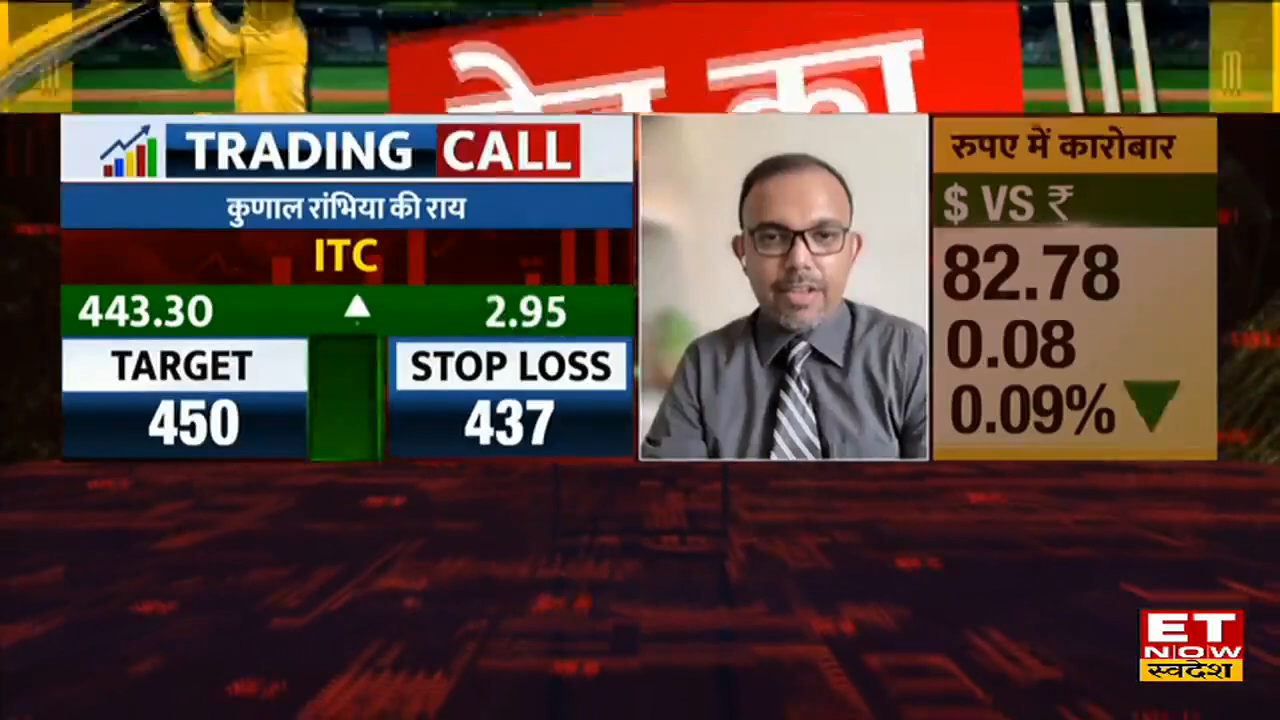 TRADING CALL
कुणाल रांभिया की राय
ITC
443.30 ▲ 2.95
TARGET
450
STOP LOSS
437
रुपए में कारोबार
$ VS ₹
82.78
0.08
0.09% ▼
ET
NOW
स्वदेश